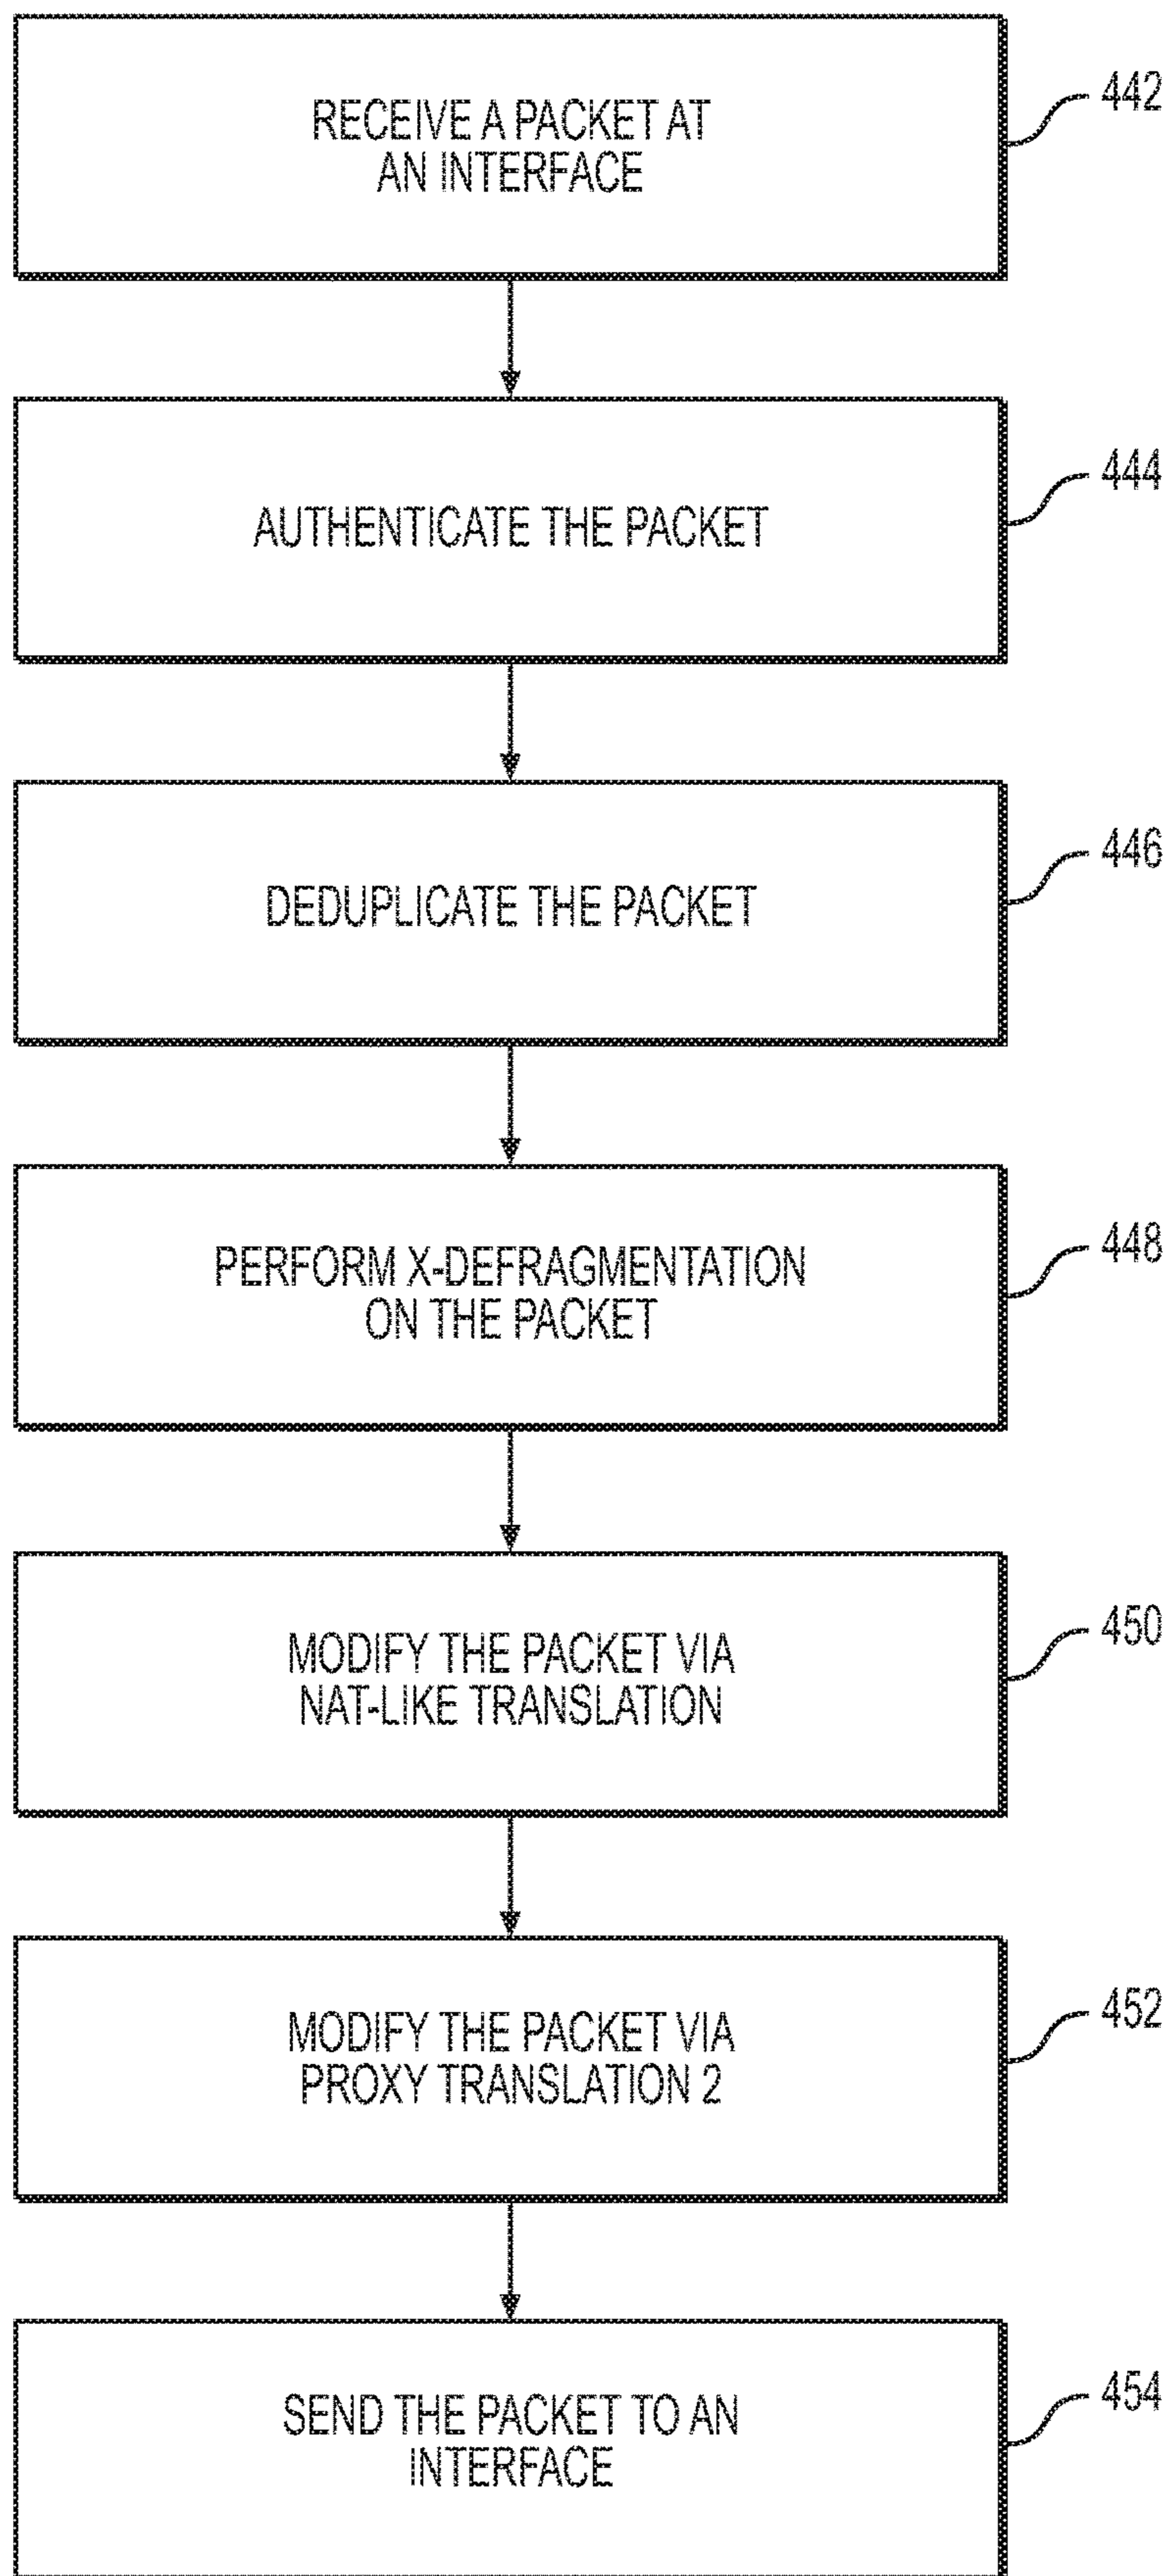 RECEIVE A PACKET AT
AN INTERFACE
442
AUTHENTICATE THE PACKET
444
DEDUPLICATE THE PACKET
446
PERFORM X-DEFRAGMENTATION
ON THE PACKET
448
MODIFY THE PACKET VIA
NAT-LIKE TRANSLATION
450
MODIFY THE PACKET VIA
PROXY TRANSLATION 2
452
SEND THE PACKET TO AN
INTERFACE
454